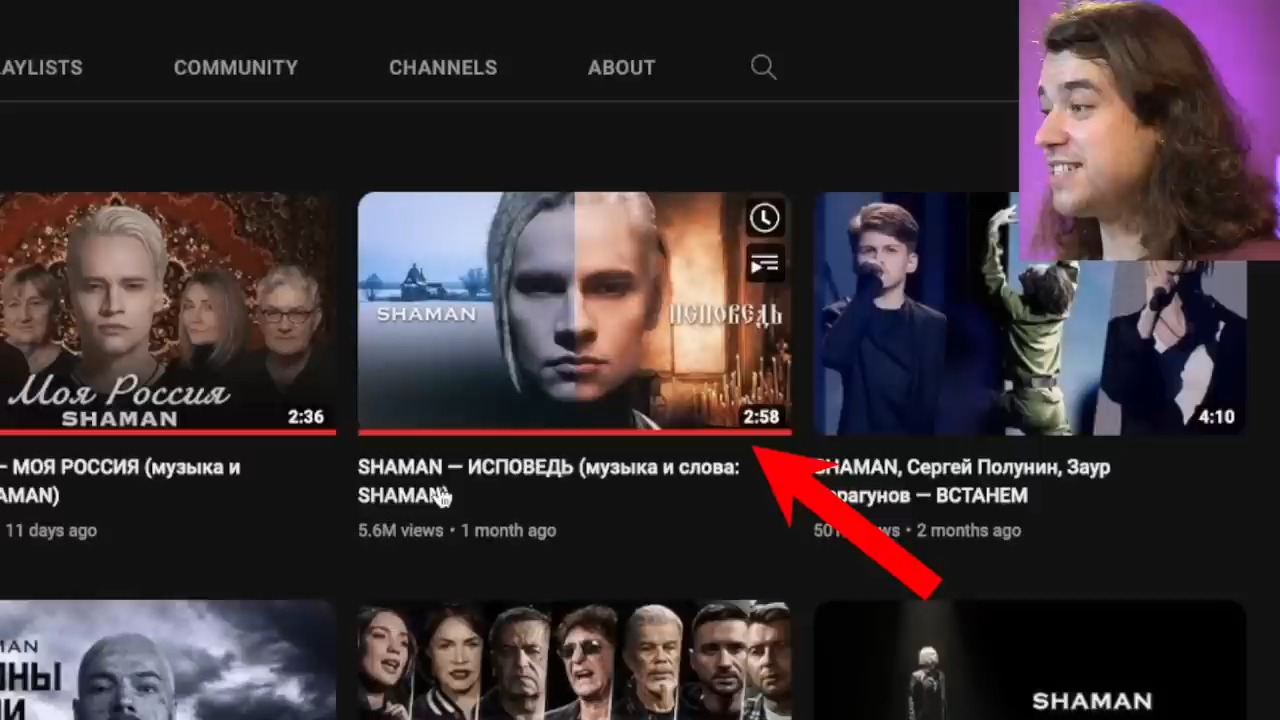 AYLISTS
COMMUNITY
CHANNELS
ABOUT
Моя Россия
SHAMAN
2:36
SHAMAN
ИСПОВЕДЬ
2:58
4:10
– МОЯ РОССИЯ (музыка и
AMAN)
11 days ago
SHAMAN — ИСПОВЕДЬ (музыка и слова:
SHAMAN)
5.6M views • 1 month ago
SHAMAN, Сергей Полунин, Заур
рагунов — ВСТАНЕМ
2 months ago
SHAMAN